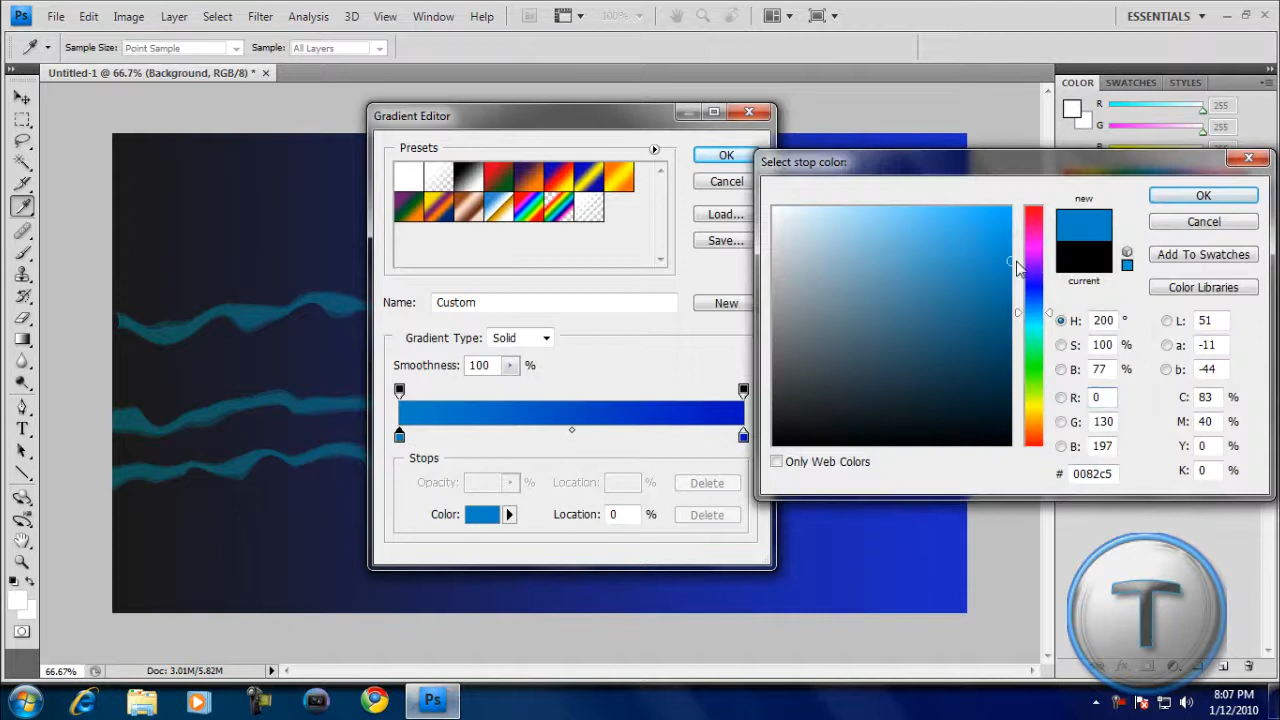 Ps File Edit Image Layer Select Filter Analysis 3D View Window Help Br 100% ESSENTIALS
Sample Size: Point Sample Sample: All Layers
Untitled-1 @ 66.7% (Background, RGB/8) * ×
COLOR SWATCHES STYLES
R 255
G 255
Gradient Editor
Presets
OK
Cancel
Load...
Save...
Name: Custom
New
Gradient Type: Solid
Smoothness: 100 %
Stops
Opacity: % Location: % Delete
Color: Location: 0 % Delete
Select stop color:
new
current
OK
Cancel
Add To Swatches
Color Libraries
H: 200 ° L: 51
S: 100 % a: -11
B: 77 % b: -44
R: 0 C: 83 %
G: 130 M: 40 %
B: 197 Y: 0 %
# 0082c5 K: 0 %
Only Web Colors
T
T
66.67% Doc: 3.01M/5.82M
Ps
8:07 PM
1/12/2010